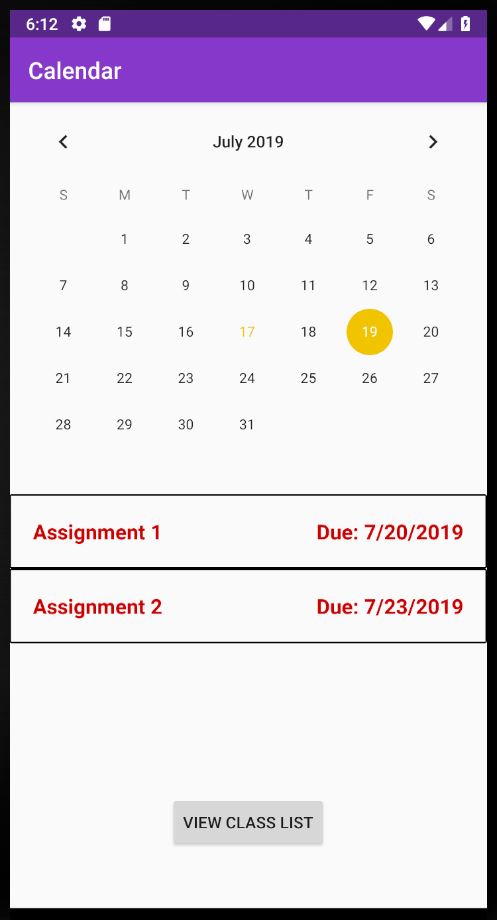 6:12
Calendar
July 2019
S M T W T F S
1 2 3 4 5 6
7 8 9 10 11 12 13
14 15 16 17 18 19 20
21 22 23 24 25 26 27
28 29 30 31
Assignment 1 Due: 7/20/2019
Assignment 2 Due: 7/23/2019
VIEW CLASS LIST